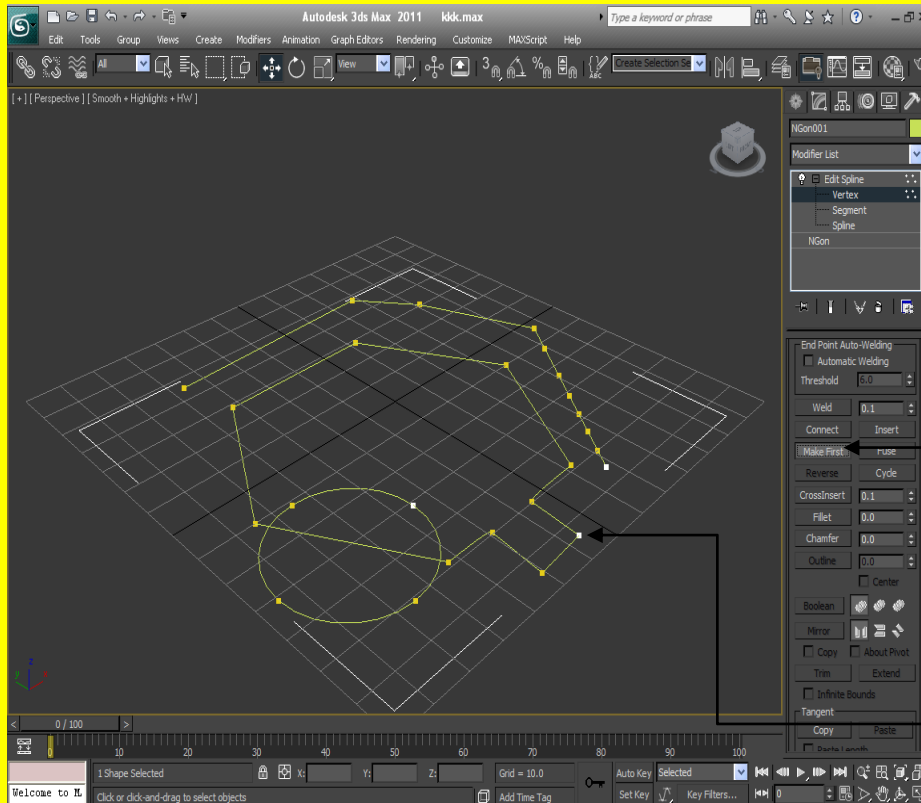 Autodesk 3ds Max 2011 kkk.max
Type a keyword or phrase
Edit Tools Group Views Create Modifiers Animation Graph Editors Rendering Customize MAXScript Help
All View 3 Create Selection Se
ABC
[ + ] [ Perspective ] [ Smooth + Highlights + HW ]
NGon001
Modifier List
Edit Spline
Vertex
Segment
Spline
NGon
End Point Auto-Welding
Automatic Welding
Threshold 6.0
Weld 0.1
Connect Insert
Make First Fuse
Reverse Cycle
CrossInsert 0.1
Fillet 0.0
Chamfer 0.0
Outline 0.0
Center
Boolean
Mirror
Copy About Pivot
Trim Extend
Infinite Bounds
Tangent
Copy Paste
Paste Length
z
x
y
< 0 / 100 >
0 10 20 30 40 50 60 70 80 90 100
1 Shape Selected X: Y: Z: Grid = 10.0 Auto Key Selected
Welcome to M Click or click-and-drag to select objects Add Time Tag Set Key Key Filters... 0